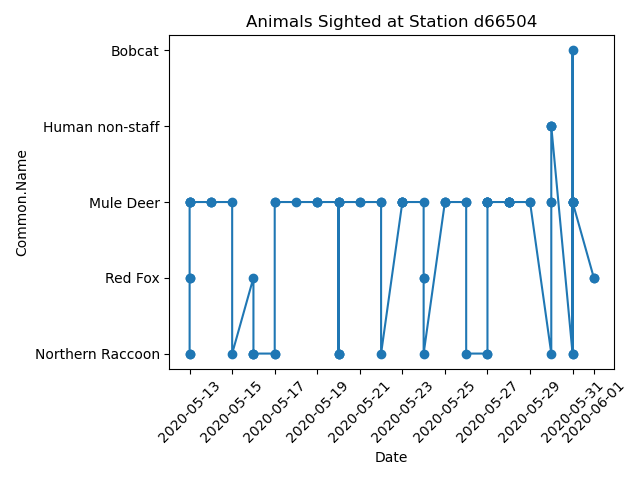 Animals Sighted at Station d66504
Bobcat
Human non-staff
Mule Deer
Red Fox
Northern Raccoon
Common.Name
2020-05-13
2020-05-15
2020-05-17
2020-05-19
2020-05-21
2020-05-23
2020-05-25
2020-05-27
2020-05-29
2020-05-31
2020-06-01
Date